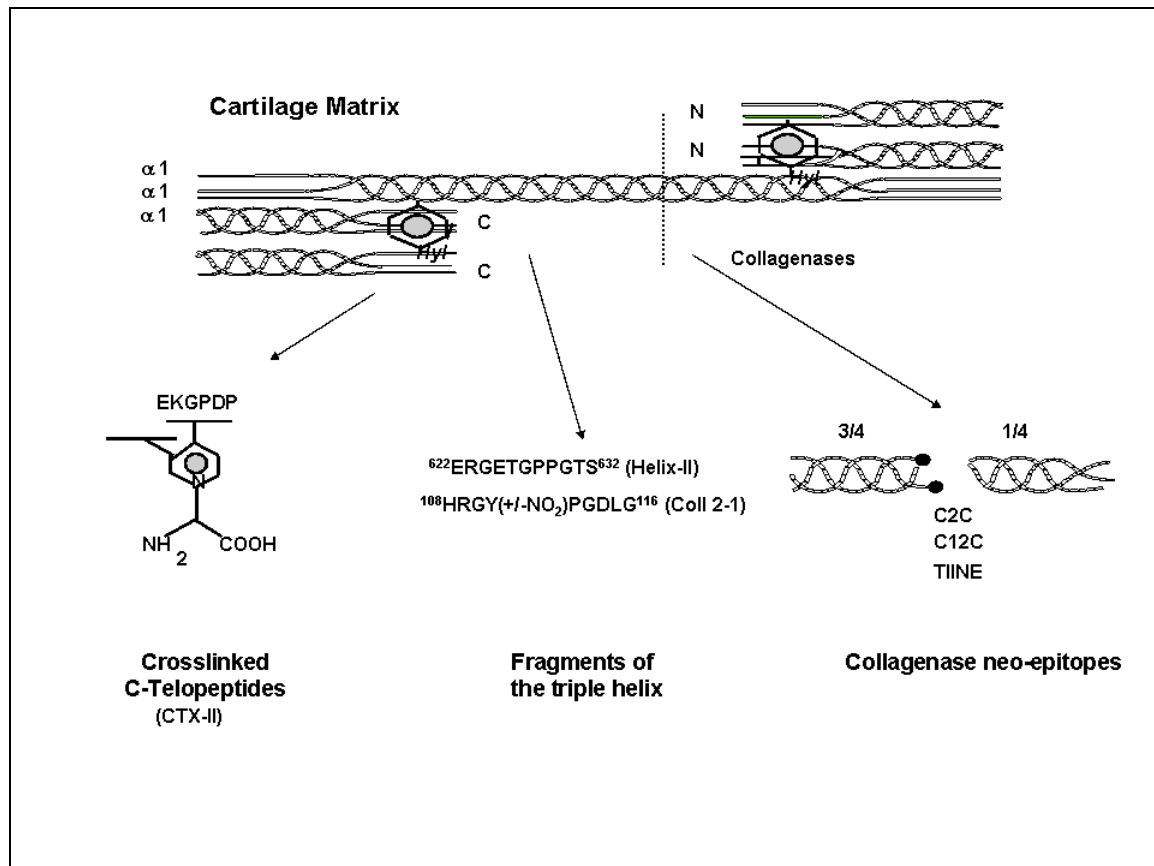 Cartilage Matrix
N
N
Hyl
α1
α1
α1
C
Hyl
C
Collagenases
EKGPDP
N
NH2
COOH
⁶²²ERGETGPPGTS⁶³² (Helix-II)
¹⁰⁸HRGY(+/-NO₂)PGDLG¹¹⁶ (Coll 2-1)
3/4
1/4
C2C
C12C
TIINE
Crosslinked
C-Telopeptides
(CTX-II)
Fragments of
the triple helix
Collagenase neo-epitopes